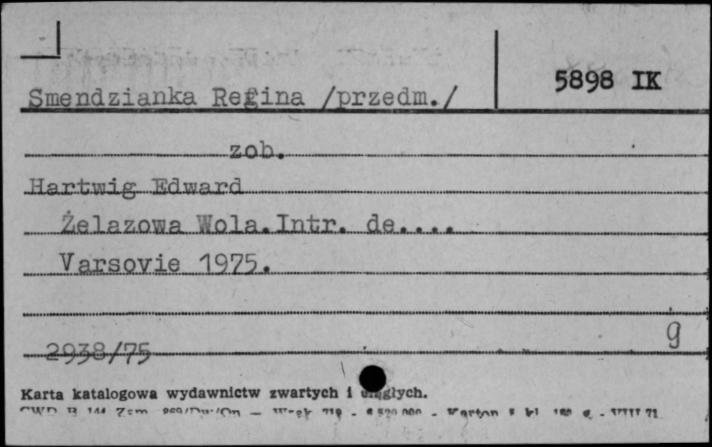 5898 IK
Smendzianka Regina /przedm./
zob.
Hartwig Edward
Żelazowa Wola.Intr. de....
Varsovie 1975.
g
2938/75
Karta katalogowa wydawnictw zwartych i ciągłych.